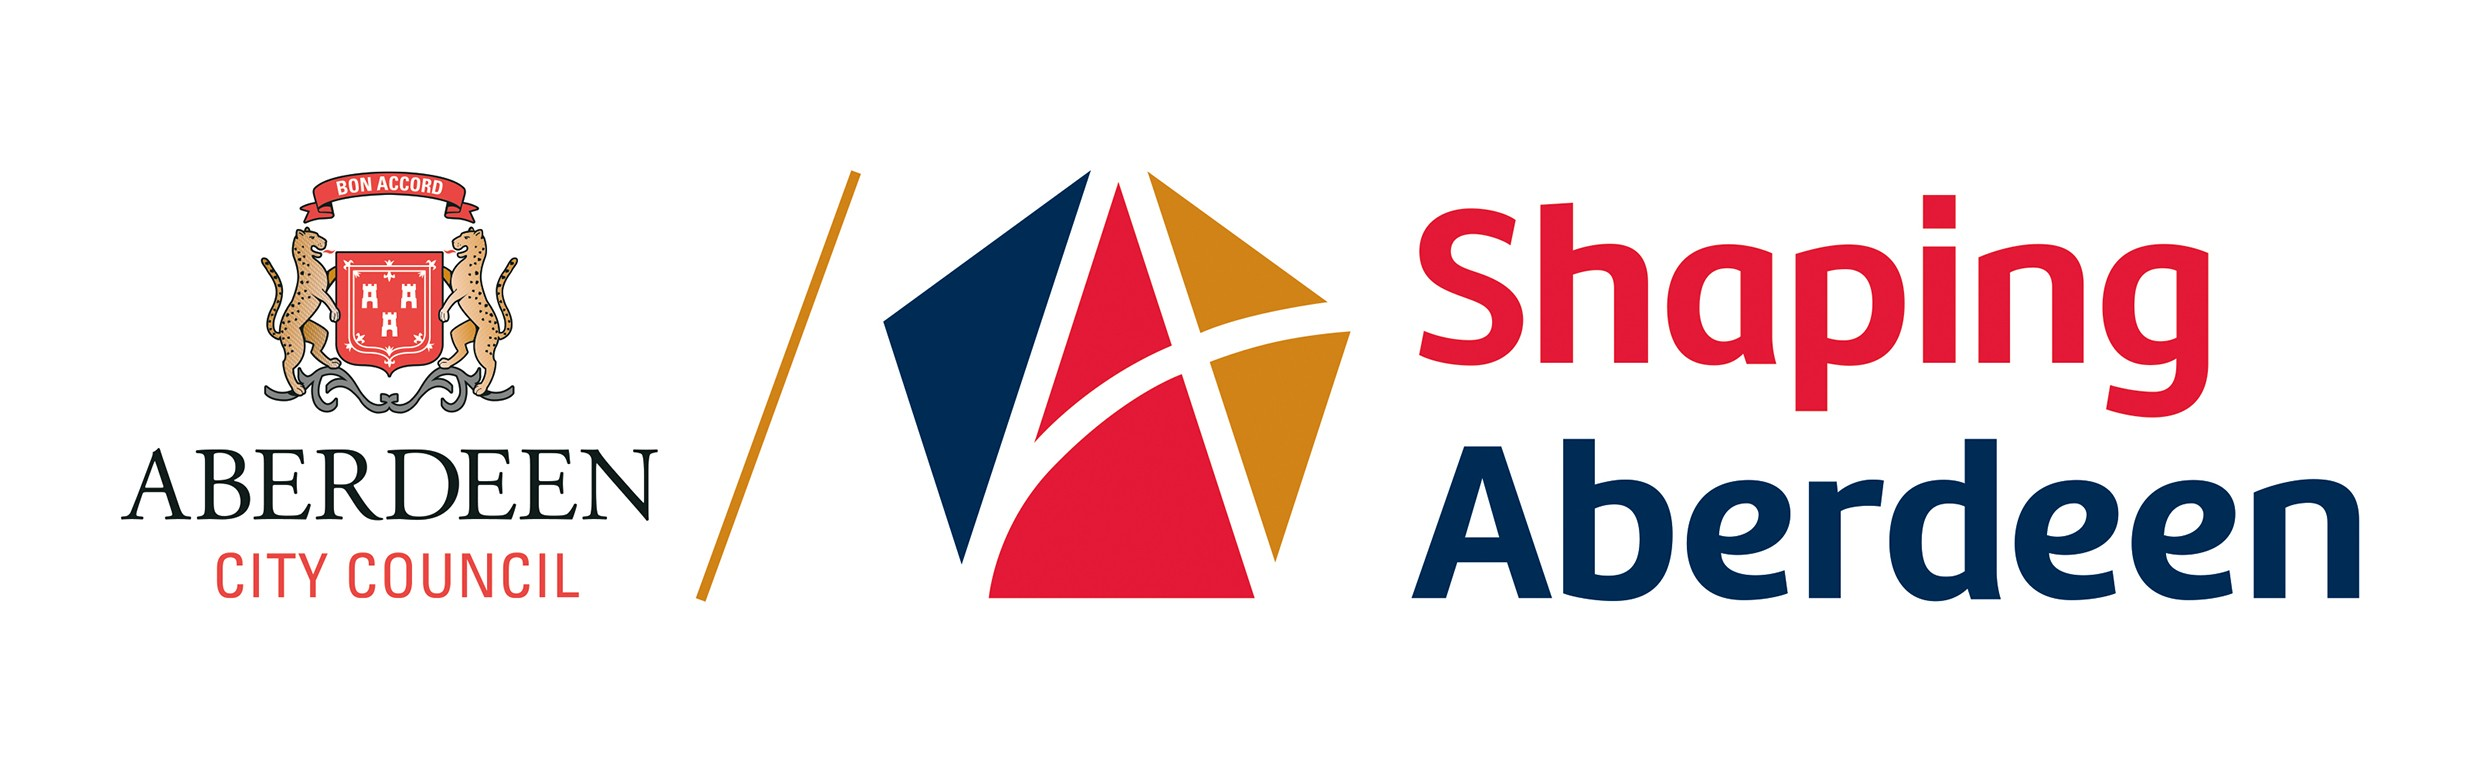 BON ACCORD
ABERDEEN
CITY COUNCIL
Shaping
Aberdeen